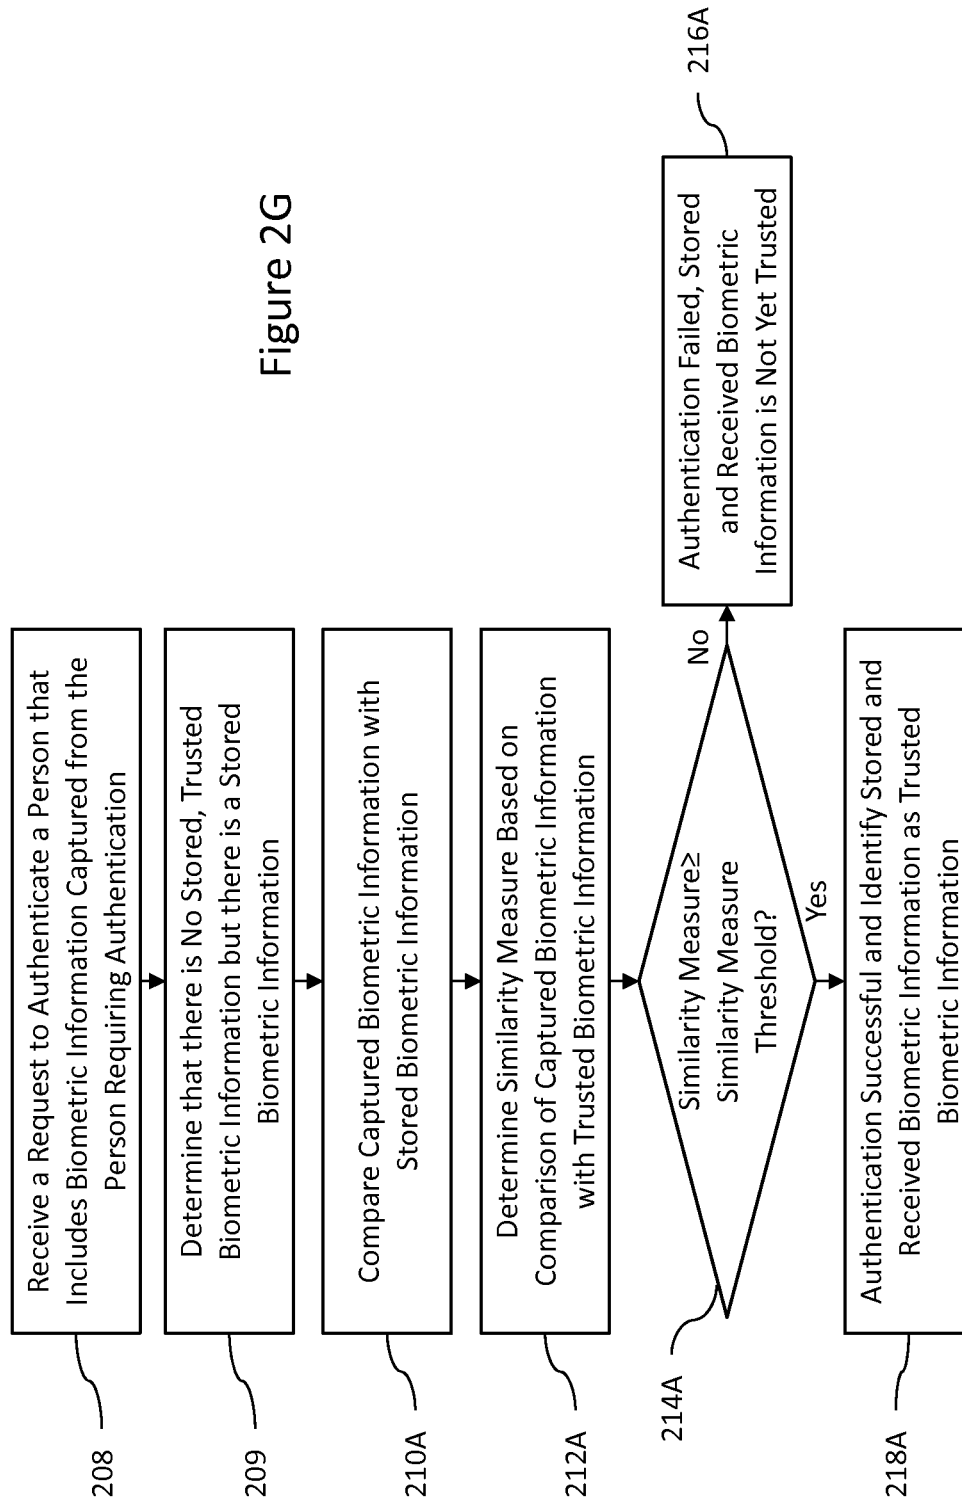 Figure 2G
208
Receive a Request to Authenticate a Person that
Includes Biometric Information Captured from the
Person Requiring Authentication
209
Determine that there is No Stored, Trusted
Biometric Information but there is a Stored
Biometric Information
210A
Compare Captured Biometric Information with
Stored Biometric Information
212A
Determine Similarity Measure Based on
Comparison of Captured Biometric Information
with Trusted Biometric Information
214A
Similarity Measure≥
Similarity Measure
Threshold?
No
216A
Authentication Failed, Stored
and Received Biometric
Information is Not Yet Trusted
Yes
218A
Authentication Successful and Identify Stored and
Received Biometric Information as Trusted
Biometric Information